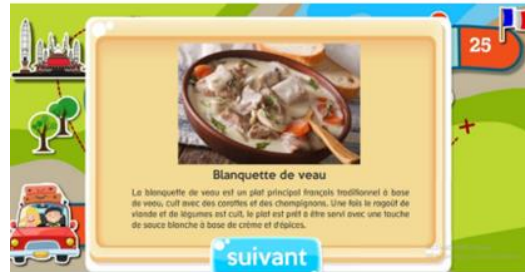 25
Blanquette de veau
La blanquette de veau est un plat principal français traditionnel à base
de veau, cuit avec des carottes et des champignons. Une fois le ragoût de
viande et de légumes est cuit, le plat est prêt à être servi avec une touche
de sauce blanche à base de crème et d'épices.
suivant